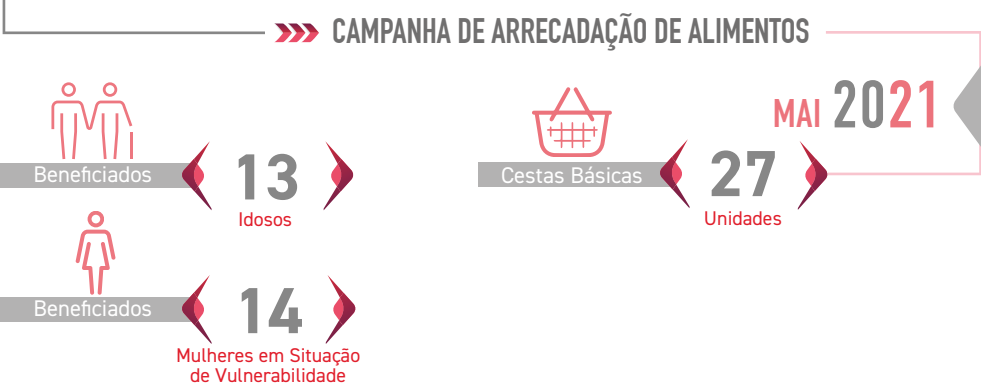 CAMPANHA DE ARRECADAÇÃO DE ALIMENTOS
MAI 2021
Beneficiados
13
Idosos
Cestas Básicas
27
Unidades
Beneficiados
14
Mulheres em Situação
de Vulnerabilidade